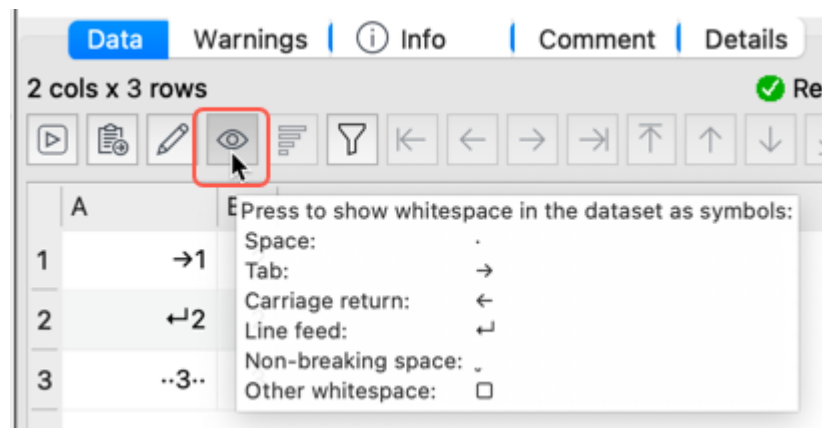 Data Warnings Info Comment Details
2 cols x 3 rows
A
1 →1
2 ↵2
3 ··3··
Press to show whitespace in the dataset as symbols:
Space: ·
Tab: →
Carriage return: ←
Line feed: ↵
Non-breaking space: ˬ
Other whitespace: □